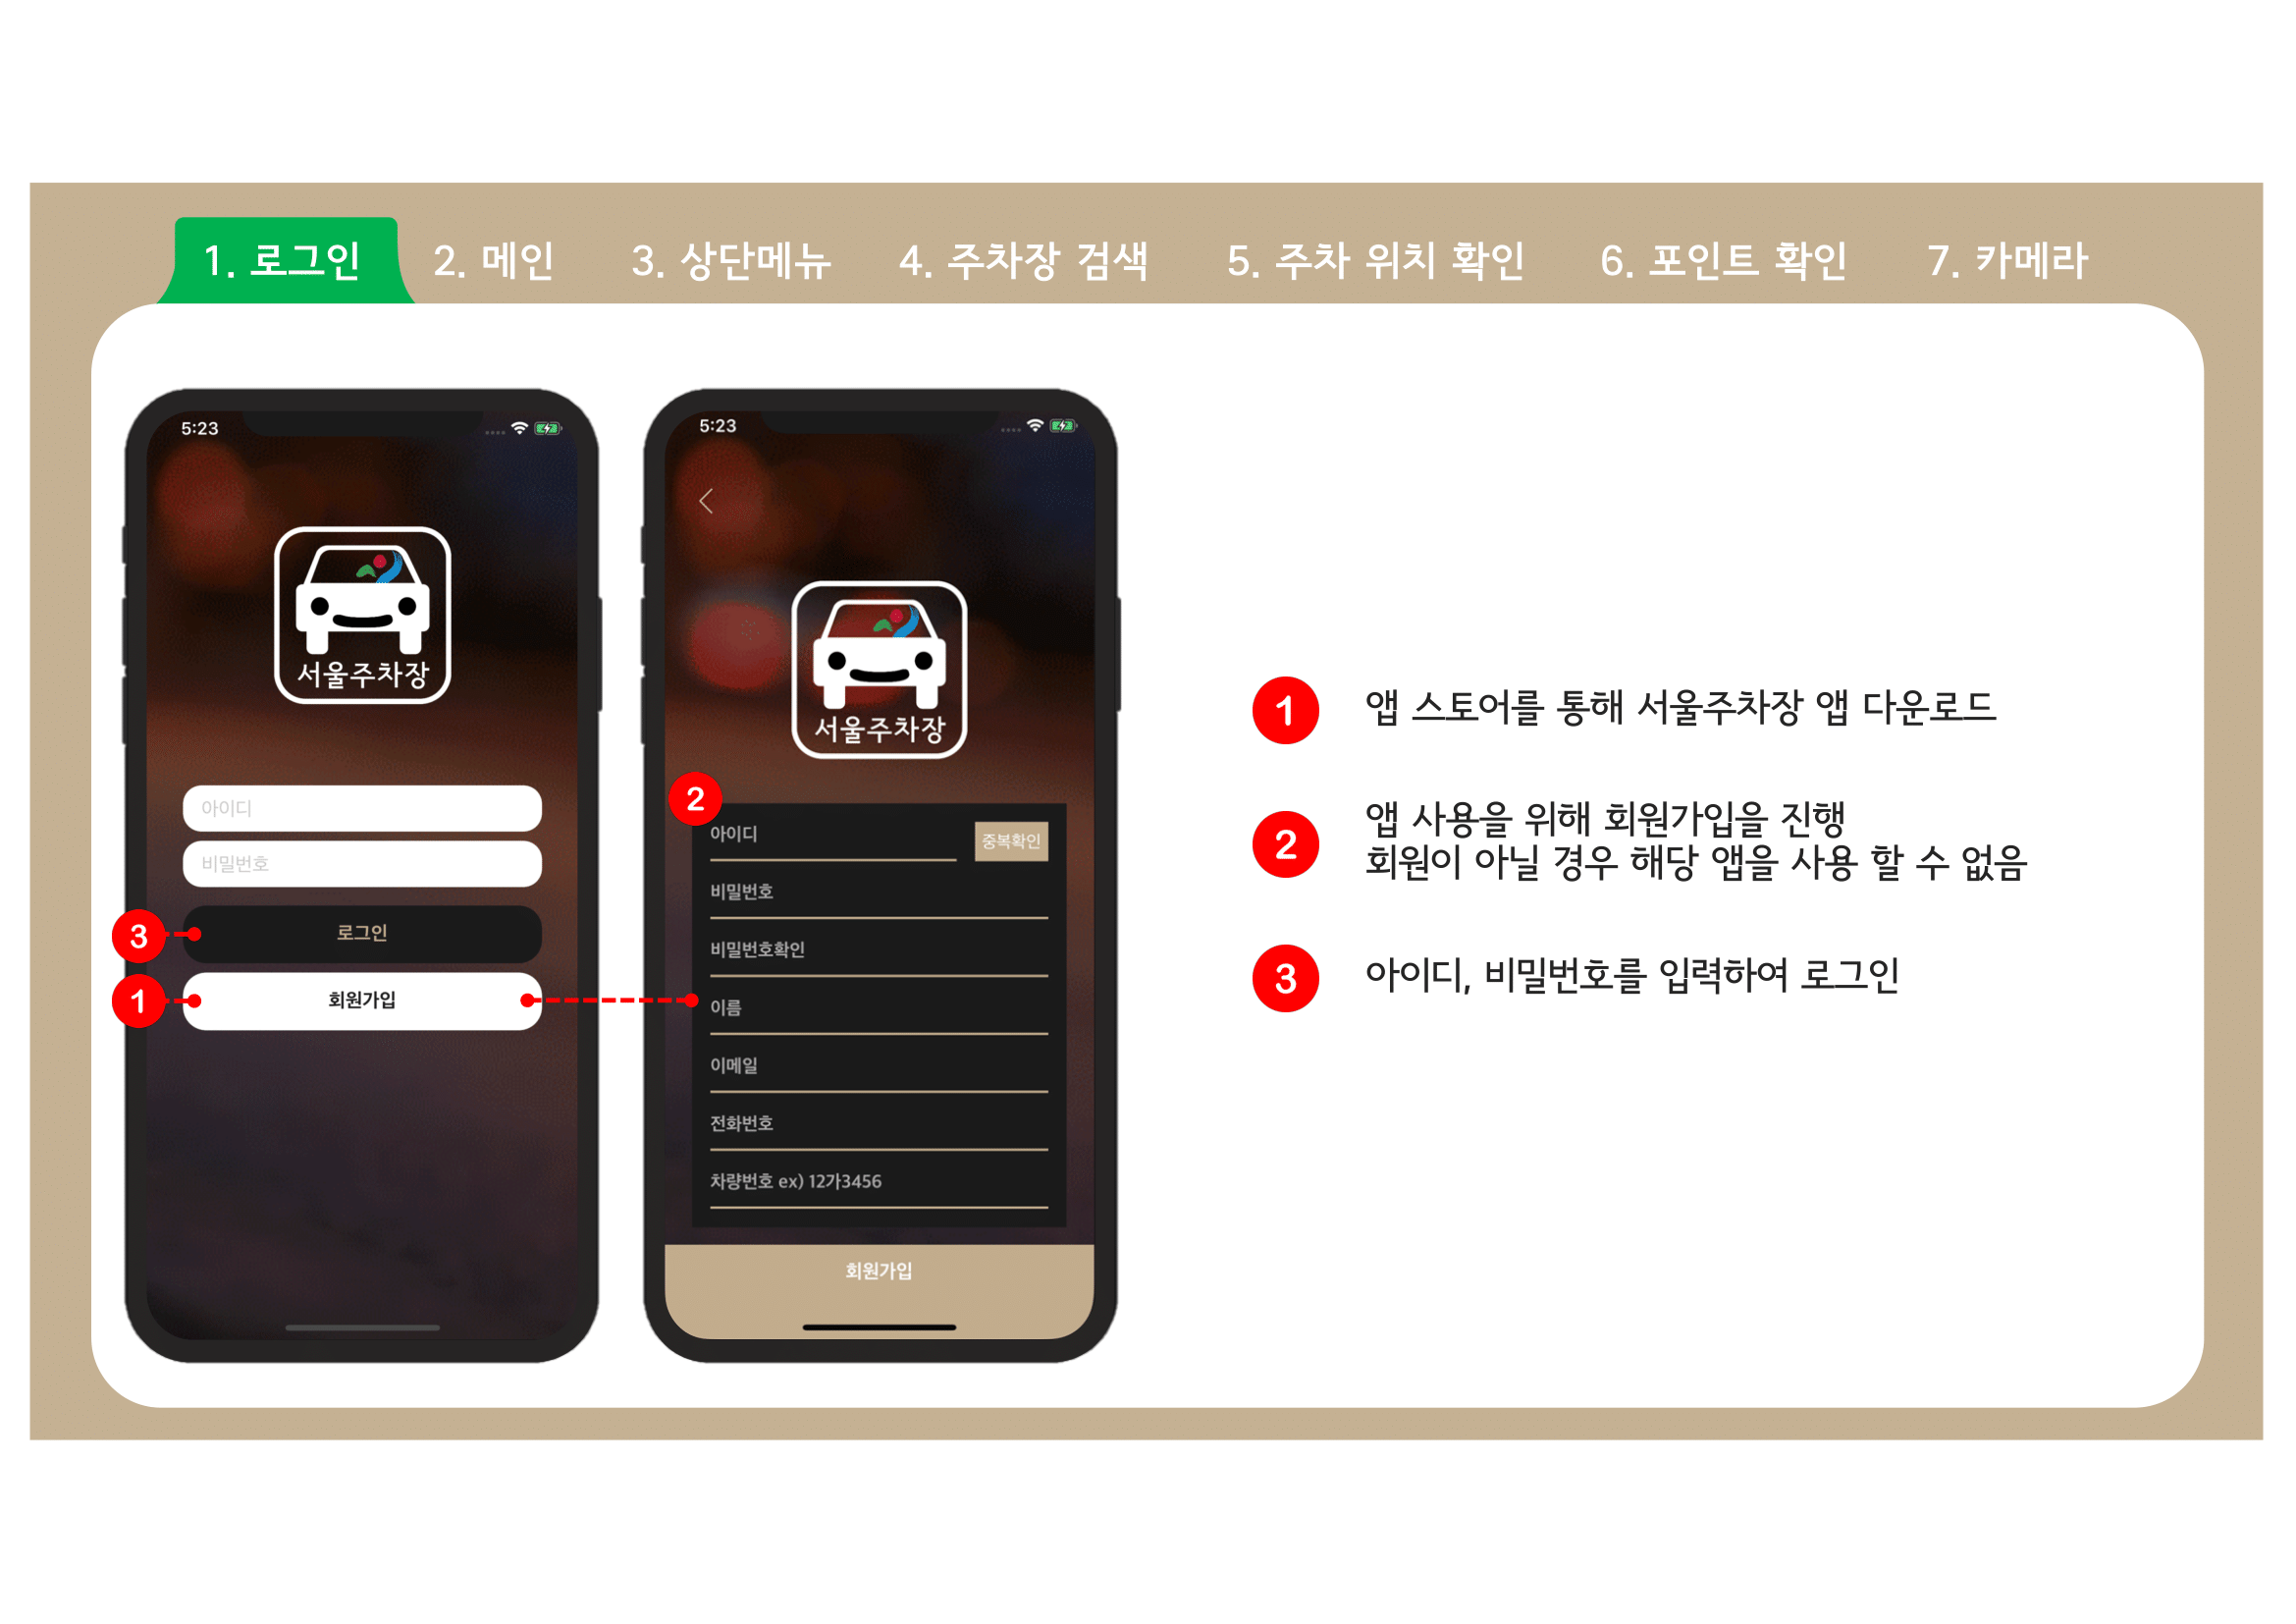 1. 로그인
2. 메인
3. 상단메뉴
4. 주차장 검색
5. 주차 위치 확인
6. 포인트 확인
7. 카메라
5:23
서울주차장
아이디
비밀번호
3
로그인
1
회원가입
5:23
서울주차장
2
아이디
중복확인
비밀번호
비밀번호확인
이름
이메일
전화번호
차량번호 ex) 12가3456
회원가입
1 앱 스토어를 통해 서울주차장 앱 다운로드
2 앱 사용을 위해 회원가입을 진행
회원이 아닐 경우 해당 앱을 사용 할 수 없음
3 아이디, 비밀번호를 입력하여 로그인